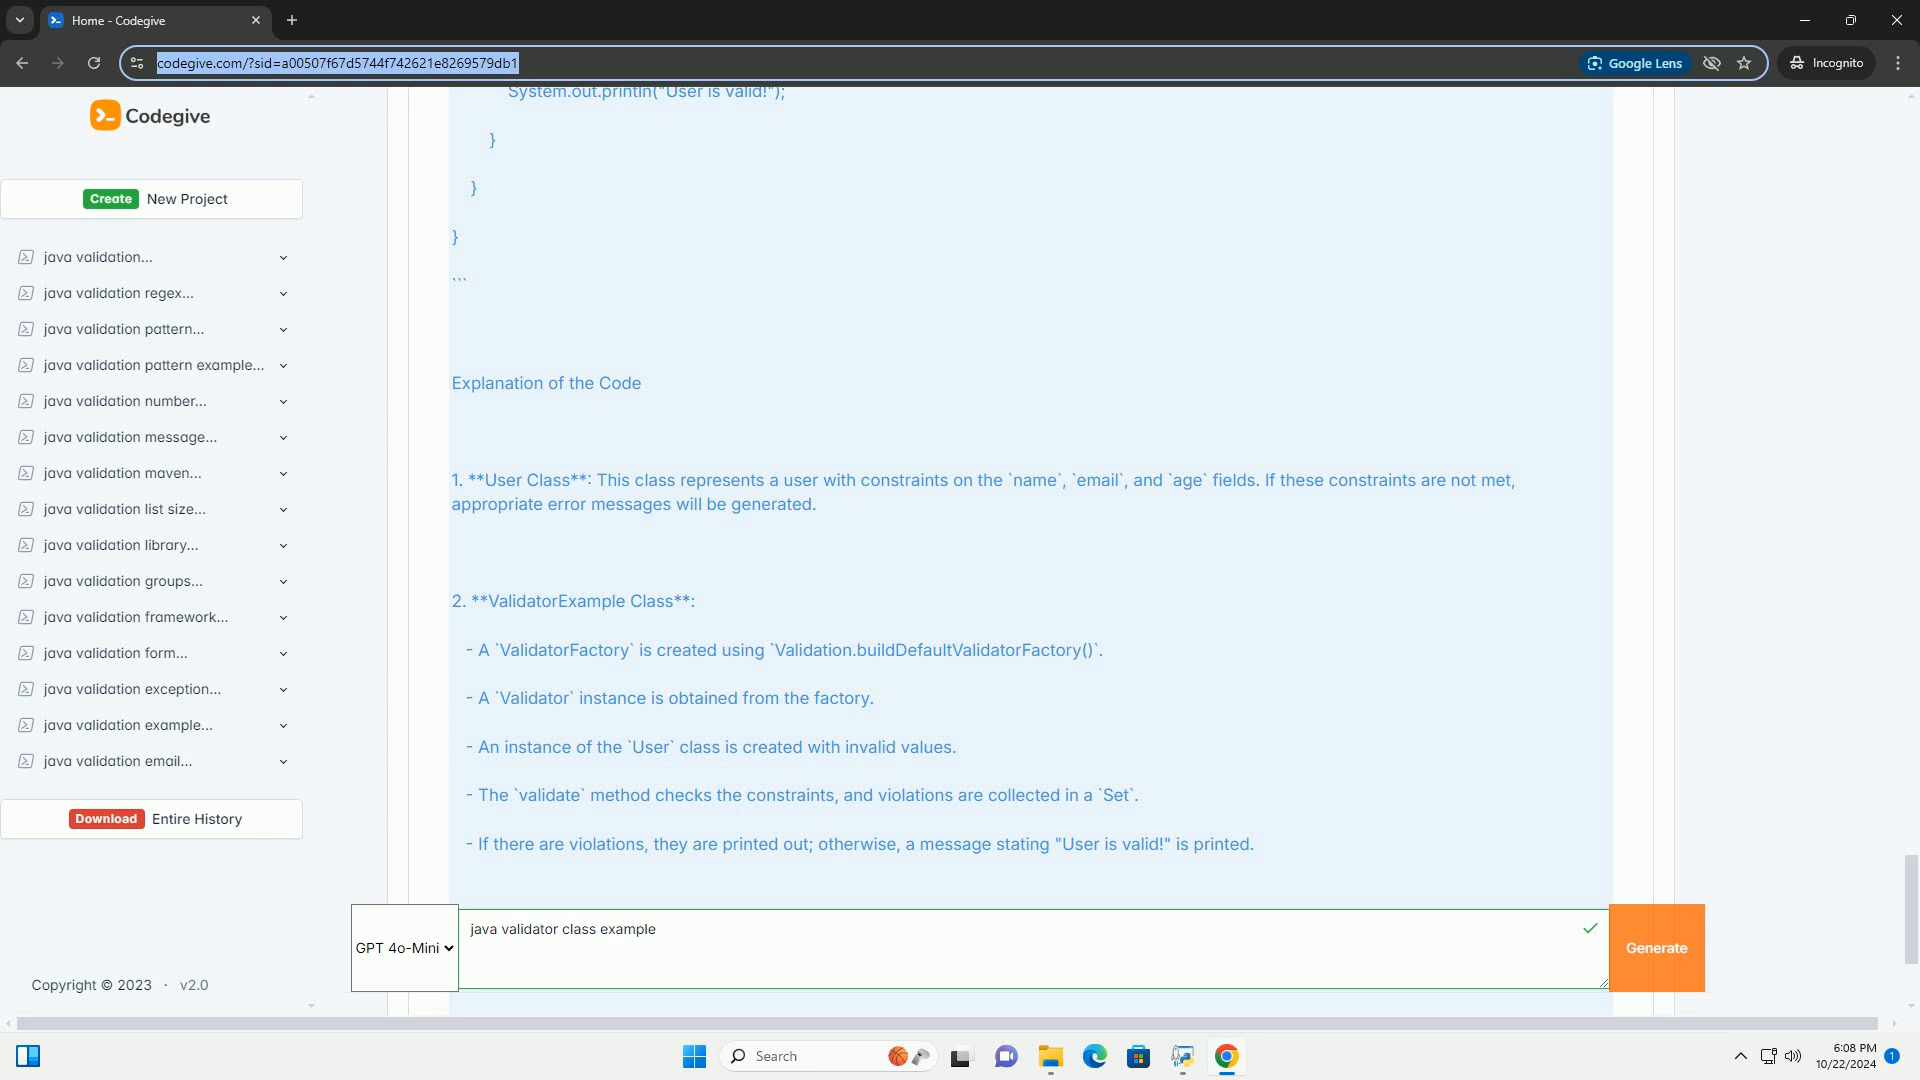 Home - Codegive
codegive.com/?sid=a00507f67d5744f742621e8269579db1
Google Lens
Incognito
Codegive
Create New Project
java validation...
java validation regex...
java validation pattern...
java validation pattern example...
java validation number...
java validation message...
java validation maven...
java validation list size...
java validation library...
java validation groups...
java validation framework...
java validation form...
java validation exception...
java validation example...
java validation email...
Download Entire History
Copyright © 2023 · v2.0
System.out.println("User is valid!");
}
}
}
```
Explanation of the Code
1. **User Class**: This class represents a user with constraints on the `name`, `email`, and `age` fields. If these constraints are not met,
appropriate error messages will be generated.
2. **ValidatorExample Class**:
- A `ValidatorFactory` is created using `Validation.buildDefaultValidatorFactory()`.
- A `Validator` instance is obtained from the factory.
- An instance of the `User` class is created with invalid values.
- The `validate` method checks the constraints, and violations are collected in a `Set`.
- If there are violations, they are printed out; otherwise, a message stating "User is valid!" is printed.
GPT 4o-Mini
java validator class example
Generate
Search
6:08 PM
10/22/2024
1